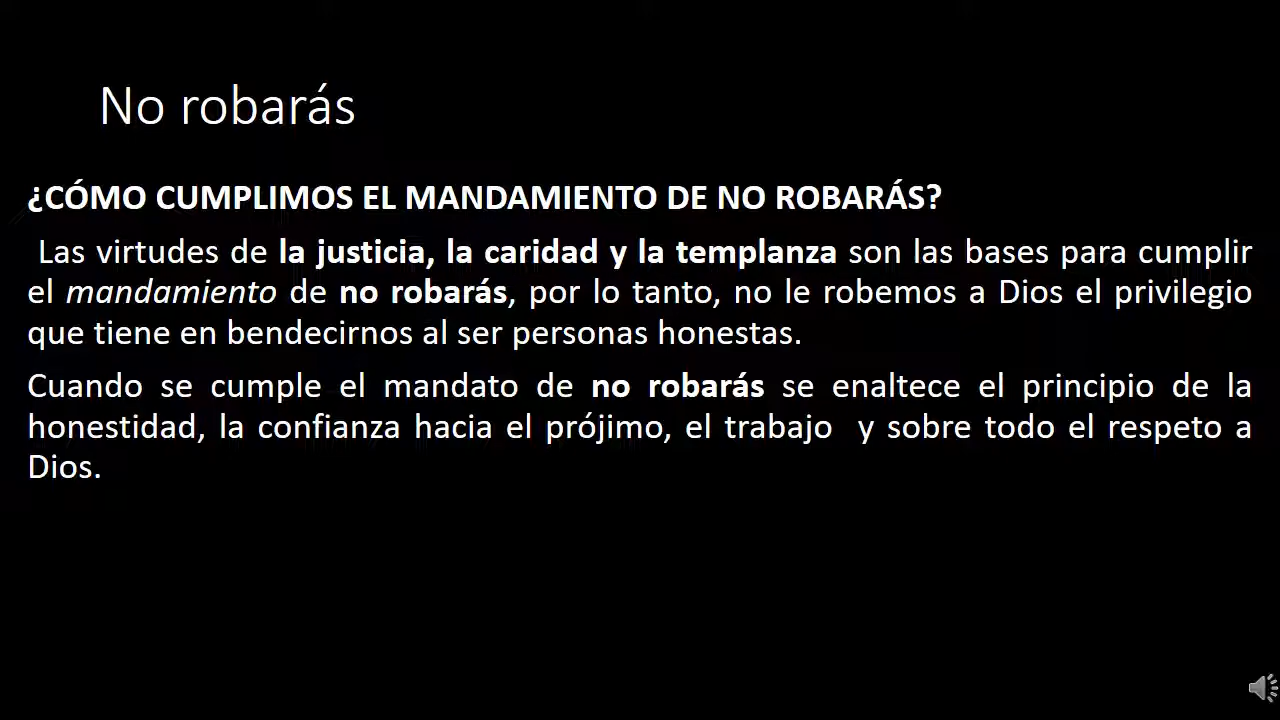 No robarás
¿CÓMO CUMPLIMOS EL MANDAMIENTO DE NO ROBARÁS?
Las virtudes de la justicia, la caridad y la templanza son las bases para cumplir
el mandamiento de no robarás, por lo tanto, no le robemos a Dios el privilegio
que tiene en bendecirnos al ser personas honestas.
Cuando se cumple el mandato de no robarás se enaltece el principio de la
honestidad, la confianza hacia el prójimo, el trabajo y sobre todo el respeto a
Dios.